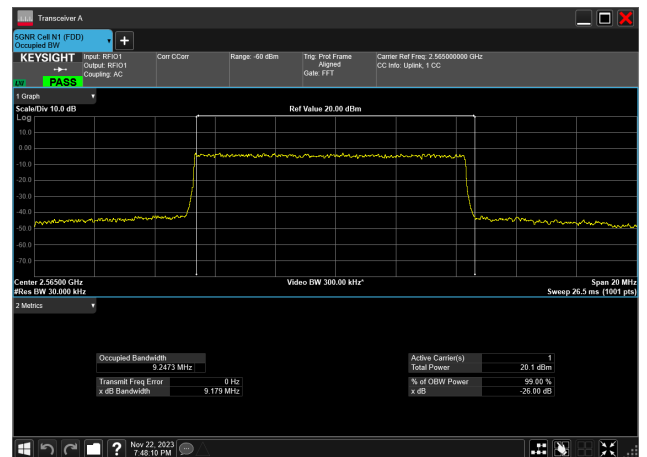 Transceiver A
5GNR Cell N1 (FDD)
Occupied BW
+
KEYSIGHT
PASS
Input: RFIO1
Output: RFIO1
Coupling: AC
Corr CCorr
Range: -60 dBm
Trig: Prot Frame
Aligned
Gate: FFT
Carrier Ref Freq: 2.565000000 GHz
CC Info: Uplink, 1 CC
1 Graph
Scale/Div 10.0 dB
Ref Value 20.00 dBm
Log
10.0
0.00
-10.0
-20.0
-30.0
-40.0
-50.0
-60.0
-70.0
Center 2.56500 GHz
Video BW 300.00 kHz*
Span 20 MHz
#Res BW 30.000 kHz
Sweep 26.5 ms (1001 pts)
2 Metrics
Occupied Bandwidth
9.2473 MHz
Active Carrier(s) 1
Total Power 20.1 dBm
Transmit Freq Error 0 Hz
x dB Bandwidth 9.179 MHz
% of OBW Power 99.00 %
x dB -26.00 dB
?
Nov 22, 2023
7:48:10 PM